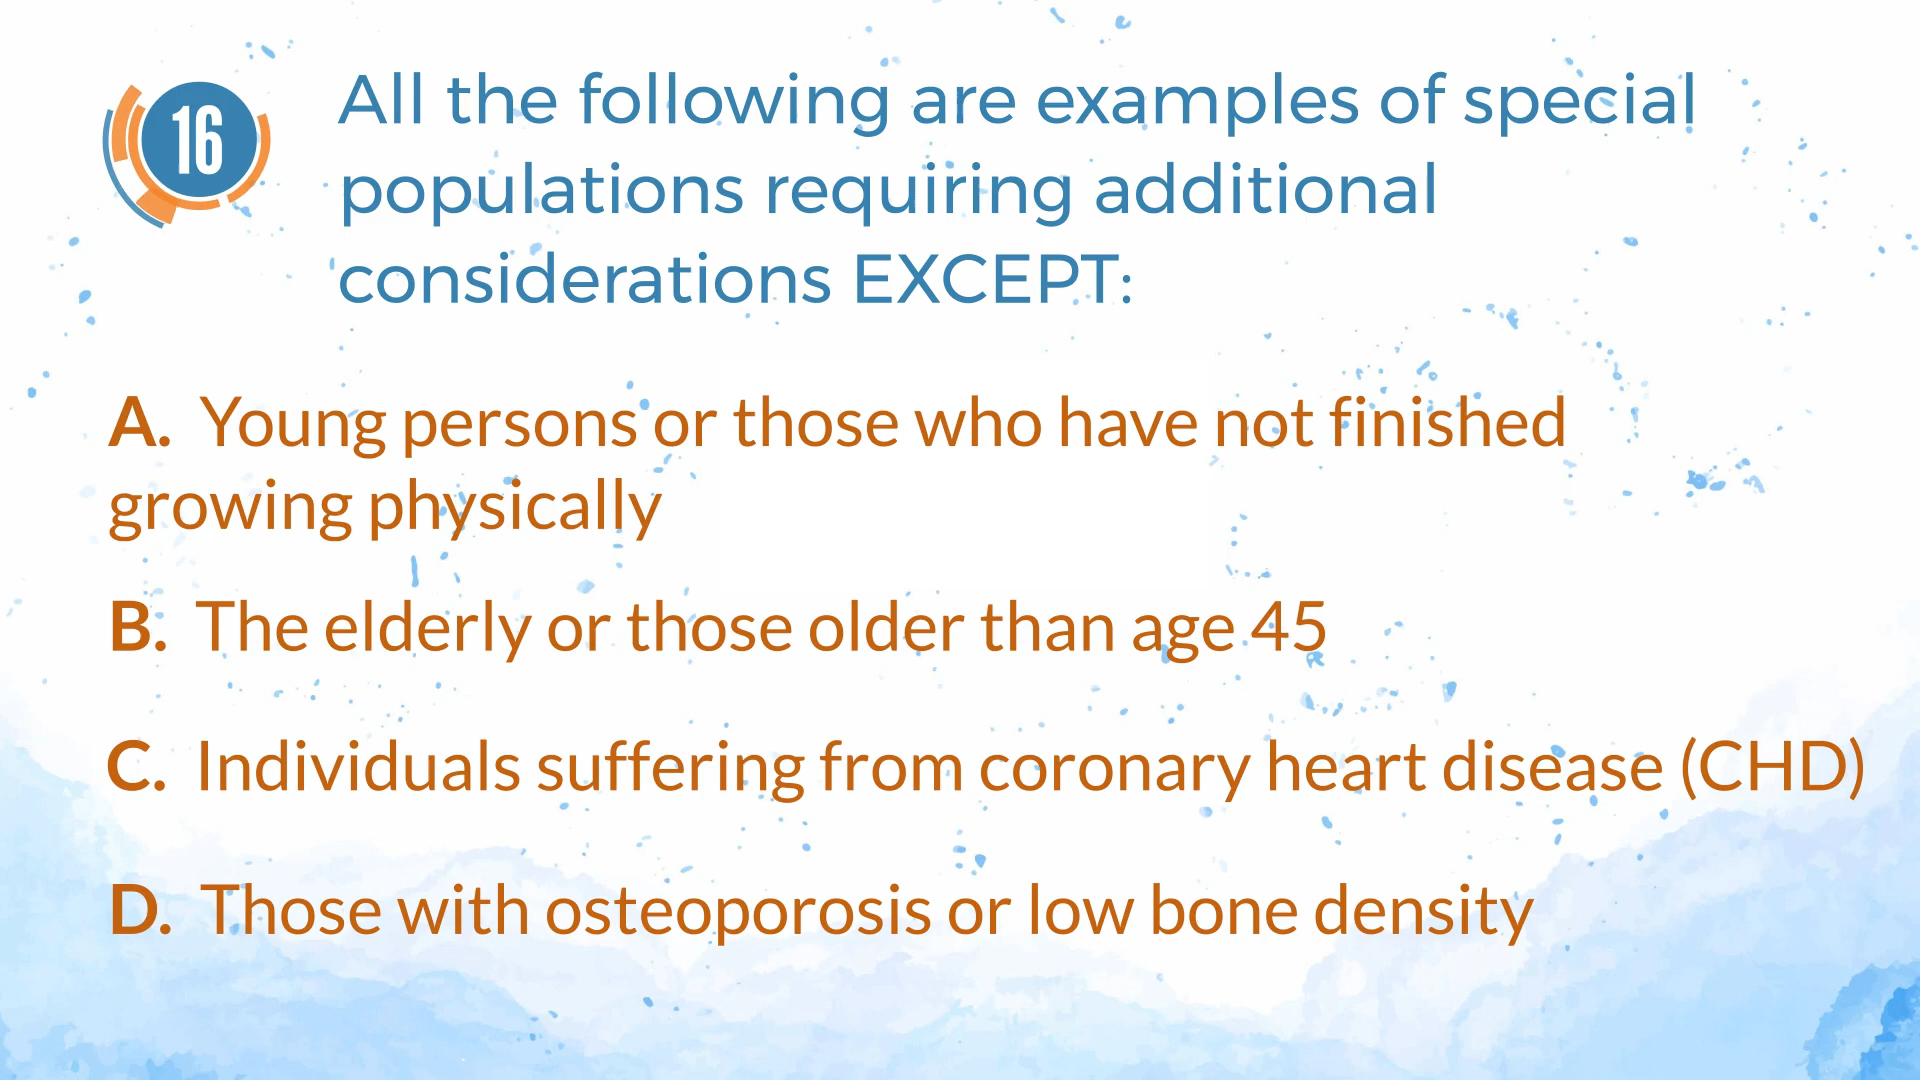 16
All the following are examples of special
populations requiring additional
considerations EXCEPT:
A. Young persons or those who have not finished
growing physically
B. The elderly or those older than age 45
C. Individuals suffering from coronary heart disease (CHD)
D. Those with osteoporosis or low bone density